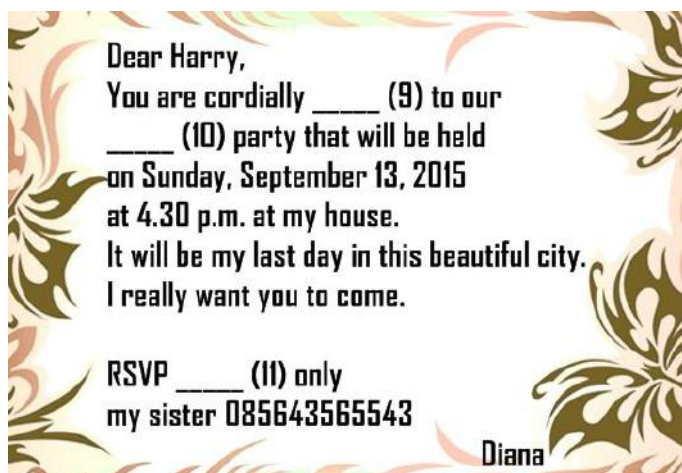 Dear Harry,
You are cordially _____ (9) to our
_____ (10) party that will be held
on Sunday, September 13, 2015
at 4.30 p.m. at my house.
It will be my last day in this beautiful city.
I really want you to come.
RSVP _____ (11) only
my sister 085643565543
Diana